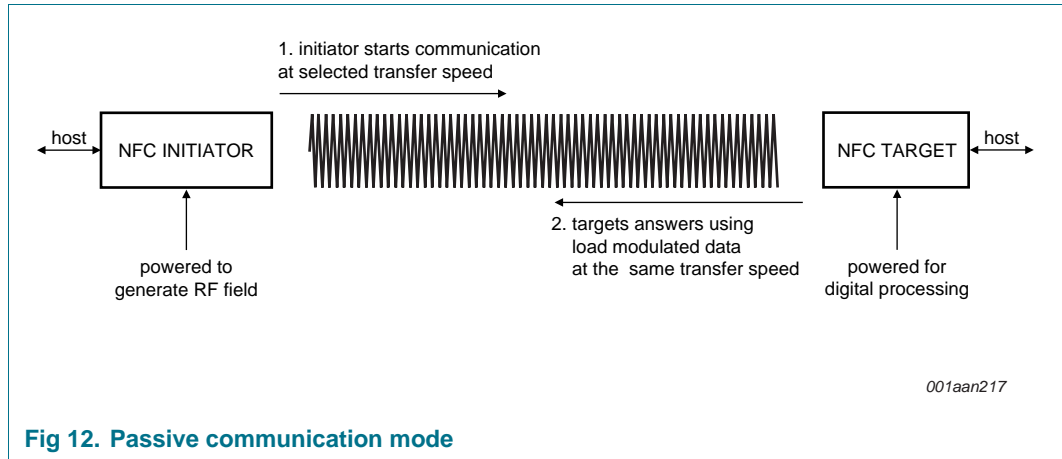 1. initiator starts communication
at selected transfer speed
host
NFC INITIATOR
NFC TARGET
host
2. targets answers using
load modulated data
at the same transfer speed
powered to
generate RF field
powered for
digital processing
001aan217
Fig 12. Passive communication mode